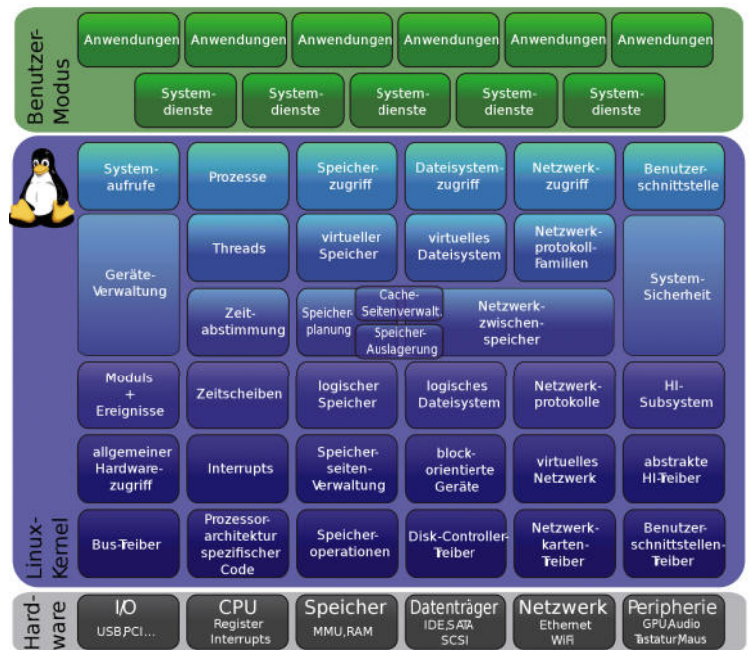 Benutzer-
Modus
Anwendungen
Anwendungen
Anwendungen
Anwendungen
Anwendungen
Anwendungen
System-
dienste
System-
dienste
System-
dienste
System-
dienste
System-
dienste
Linux-
Kernel
System-
aufrufe
Prozesse
Speicher-
zugriff
Dateisystem-
zugriff
Netzwerk-
zugriff
Benutzer-
schnittstelle
Geräte-
Verwaltung
Threads
virtueller
Speicher
virtuelles
Dateisystem
Netzwerk-
protokoll-
Familien
System-
Sicherheit
Zeit-
abstimmung
Speicher-
planung
Cache-
Seitenverwalt.
Speicher-
Auslagerung
Netzwerk-
zwischen-
speicher
Moduls
+
Ereignisse
Zeitscheiben
logischer
Speicher
logisches
Dateisystem
Netzwerk-
protokolle
HI-
Subsystem
allgemeiner
Hardware-
zugriff
Interrupts
Speicher-
seiten-
Verwaltung
block-
orientierte
Geräte
virtuelles
Netzwerk
abstrakte
HI-Treiber
Bus-Treiber
Prozessor-
architektur
spezifischer
Code
Speicher-
operationen
Disk-Controller-
Treiber
Netzwerk-
karten-
Treiber
Benutzer-
schnittstellen-
Treiber
Hard-
ware
I/O
USB,PCI...
CPU
Register
Interrupts
Speicher
MMU,RAM
Datenträger
IDE,SATA
SCSI
Netzwerk
Ethernet
WiFi
Peripherie
GPU,Audio
Tastatur,Maus